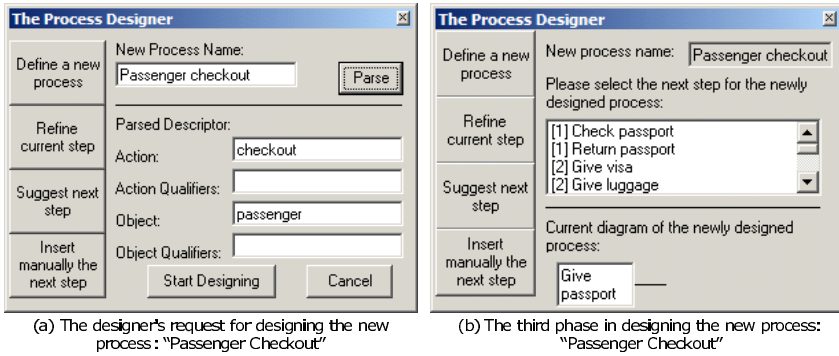 The Process Designer
Define a new
process
Refine
current step
Suggest next
step
Insert
manually the
next step
New Process Name:
Passenger checkout
Parse
Parsed Descriptor:
Action:
checkout
Action Qualifiers:
Object:
passenger
Object Qualifiers:
Start Designing
Cancel
(a) The designer's request for designing the new
process: "Passenger Checkout"
The Process Designer
Define a new
process
Refine
current step
Suggest next
step
Insert
manually the
next step
New process name:
Passenger checkout
Please select the next step for the newly
designed process:
[1] Check passport
[1] Return passport
[2] Give visa
[2] Give luggage
Current diagram of the newly designed
process:
Give
passport
(b) The third phase in designing the new process:
"Passenger Checkout"